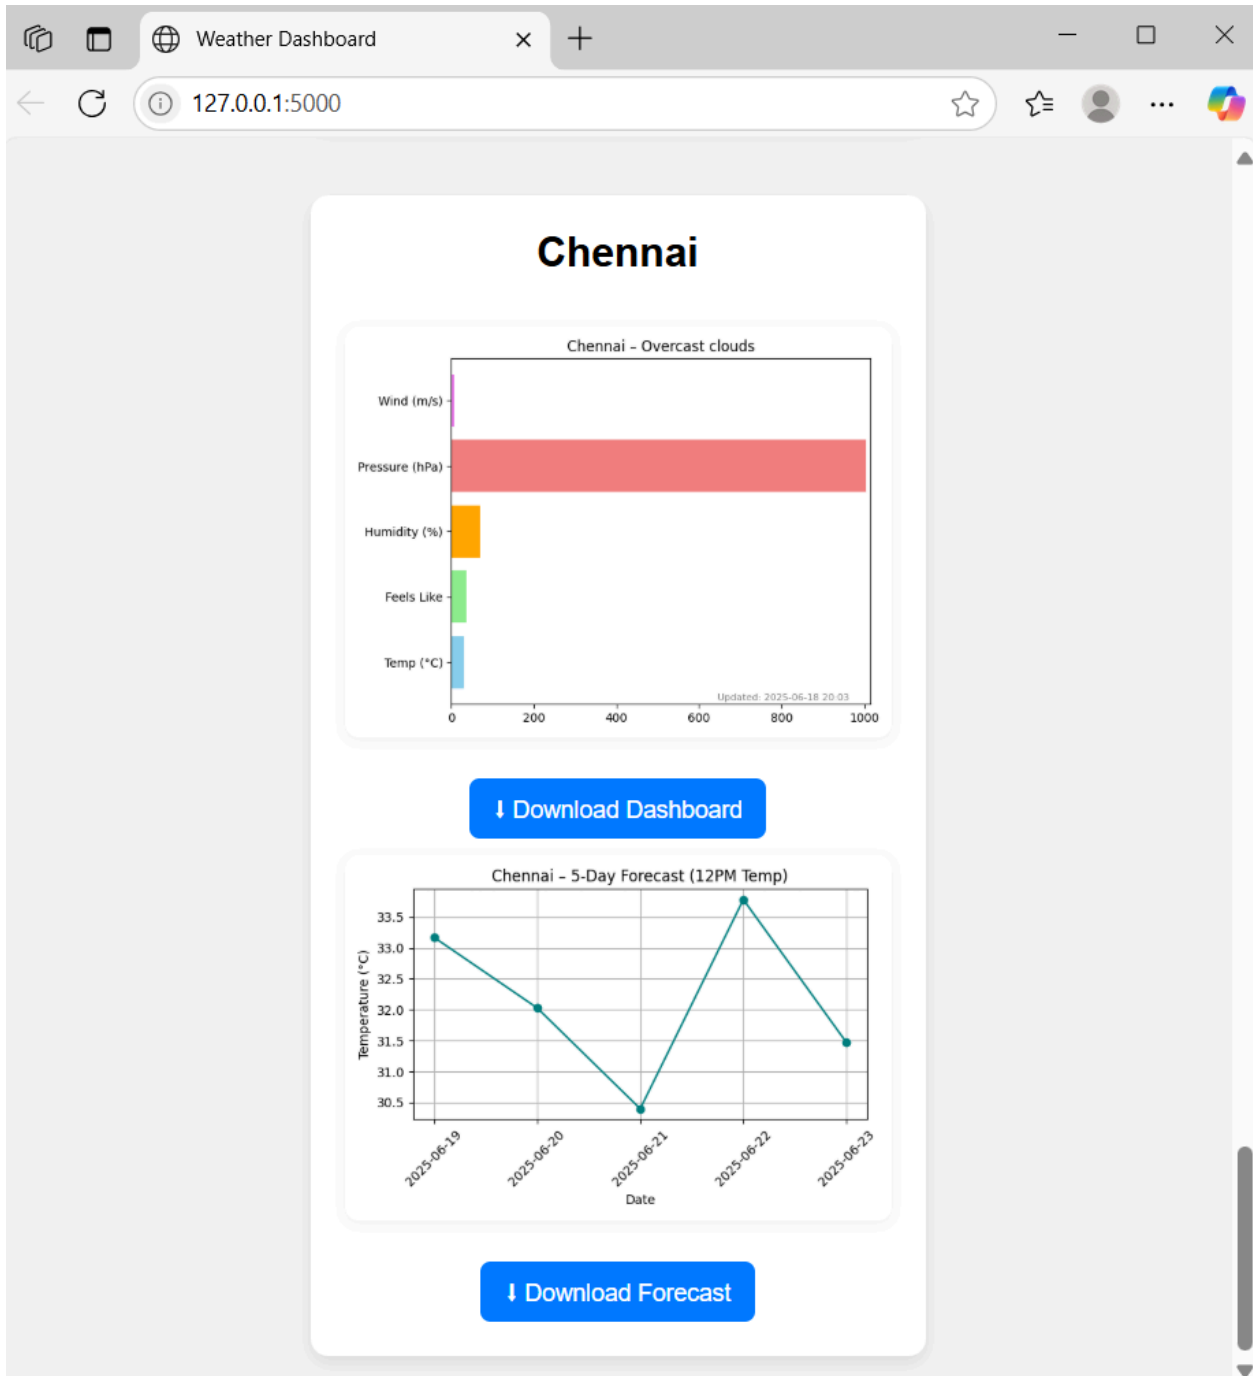 Weather Dashboard
127.0.0.1:5000
Chennai
Chennai – Overcast clouds
Wind (m/s)
Pressure (hPa)
Humidity (%)
Feels Like
Temp (°C)
Updated: 2025-06-18 20:03
0 200 400 600 800 1000
⬇ Download Dashboard
Chennai – 5-Day Forecast (12PM Temp)
Temperature (°C)
33.5
33.0
32.5
32.0
31.5
31.0
30.5
2025-06-19 2025-06-20 2025-06-21 2025-06-22 2025-06-23
Date
⬇ Download Forecast